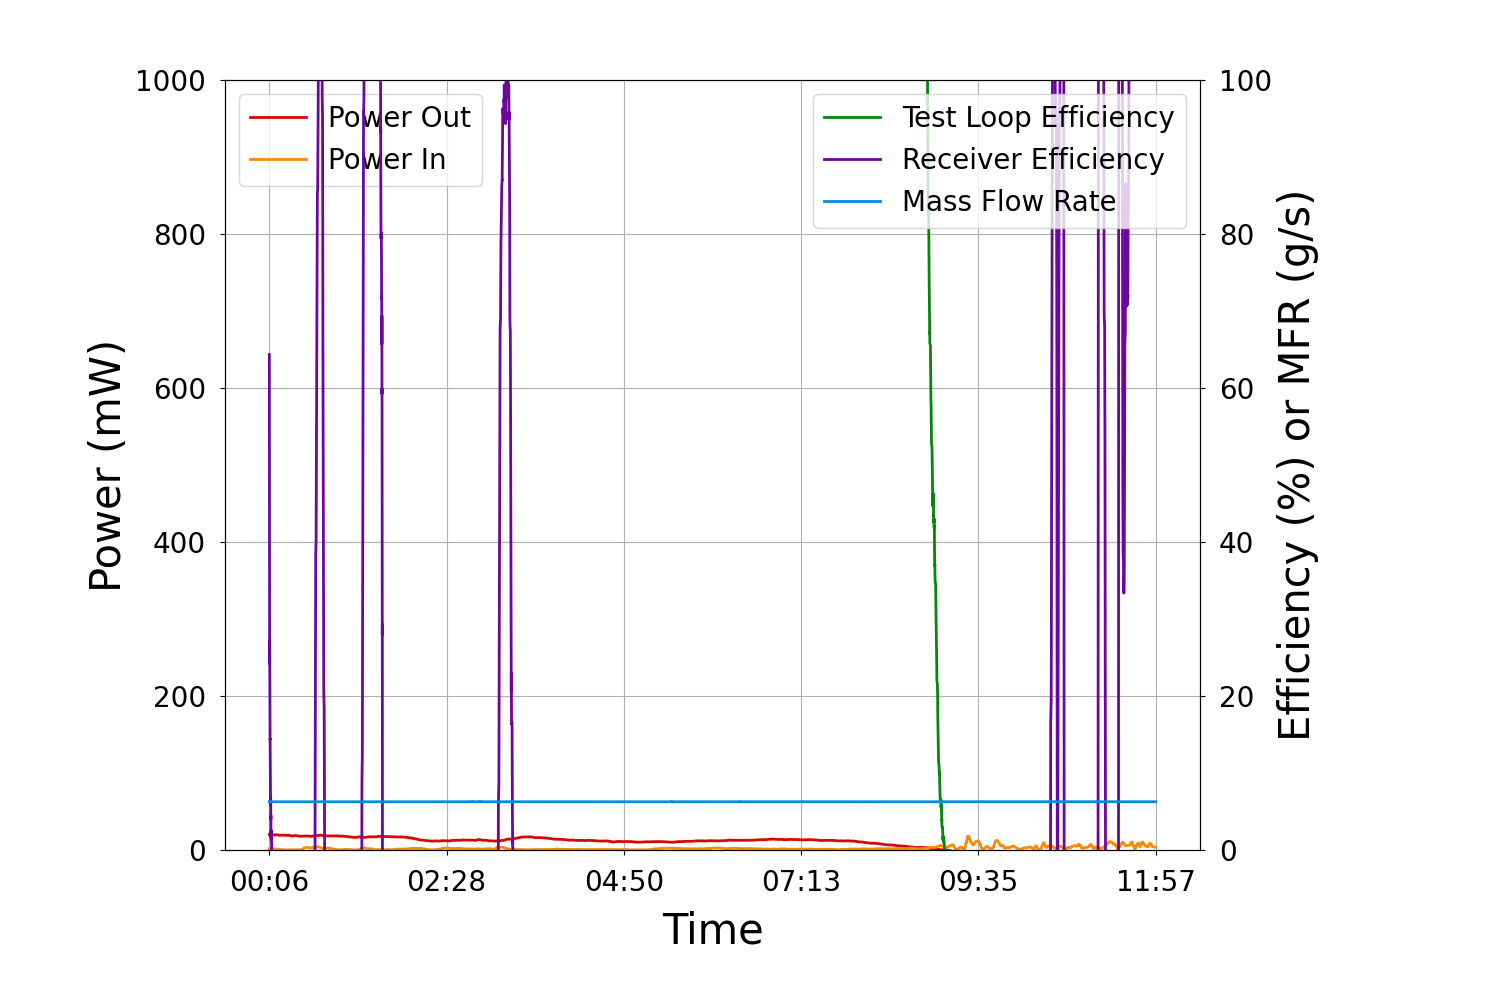 1000
800
600
400
200
0
Power (mW)
Power Out
Power In
Test Loop Efficiency
Receiver Efficiency
Mass Flow Rate
100
80
60
40
20
0
Efficiency (%) or MFR (g/s)
00:06 02:28 04:50 07:13 09:35 11:57
Time